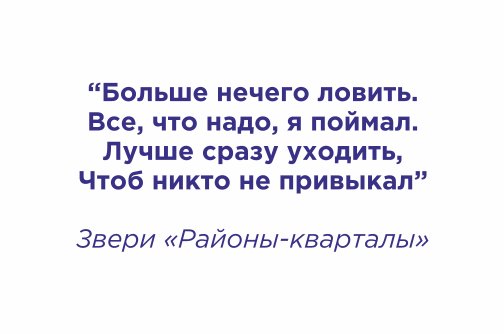 “Больше нечего ловить.
Все, что надо, я поймал.
Лучше сразу уходить,
Чтоб никто не привыкал”
Звери «Районы-кварталы»